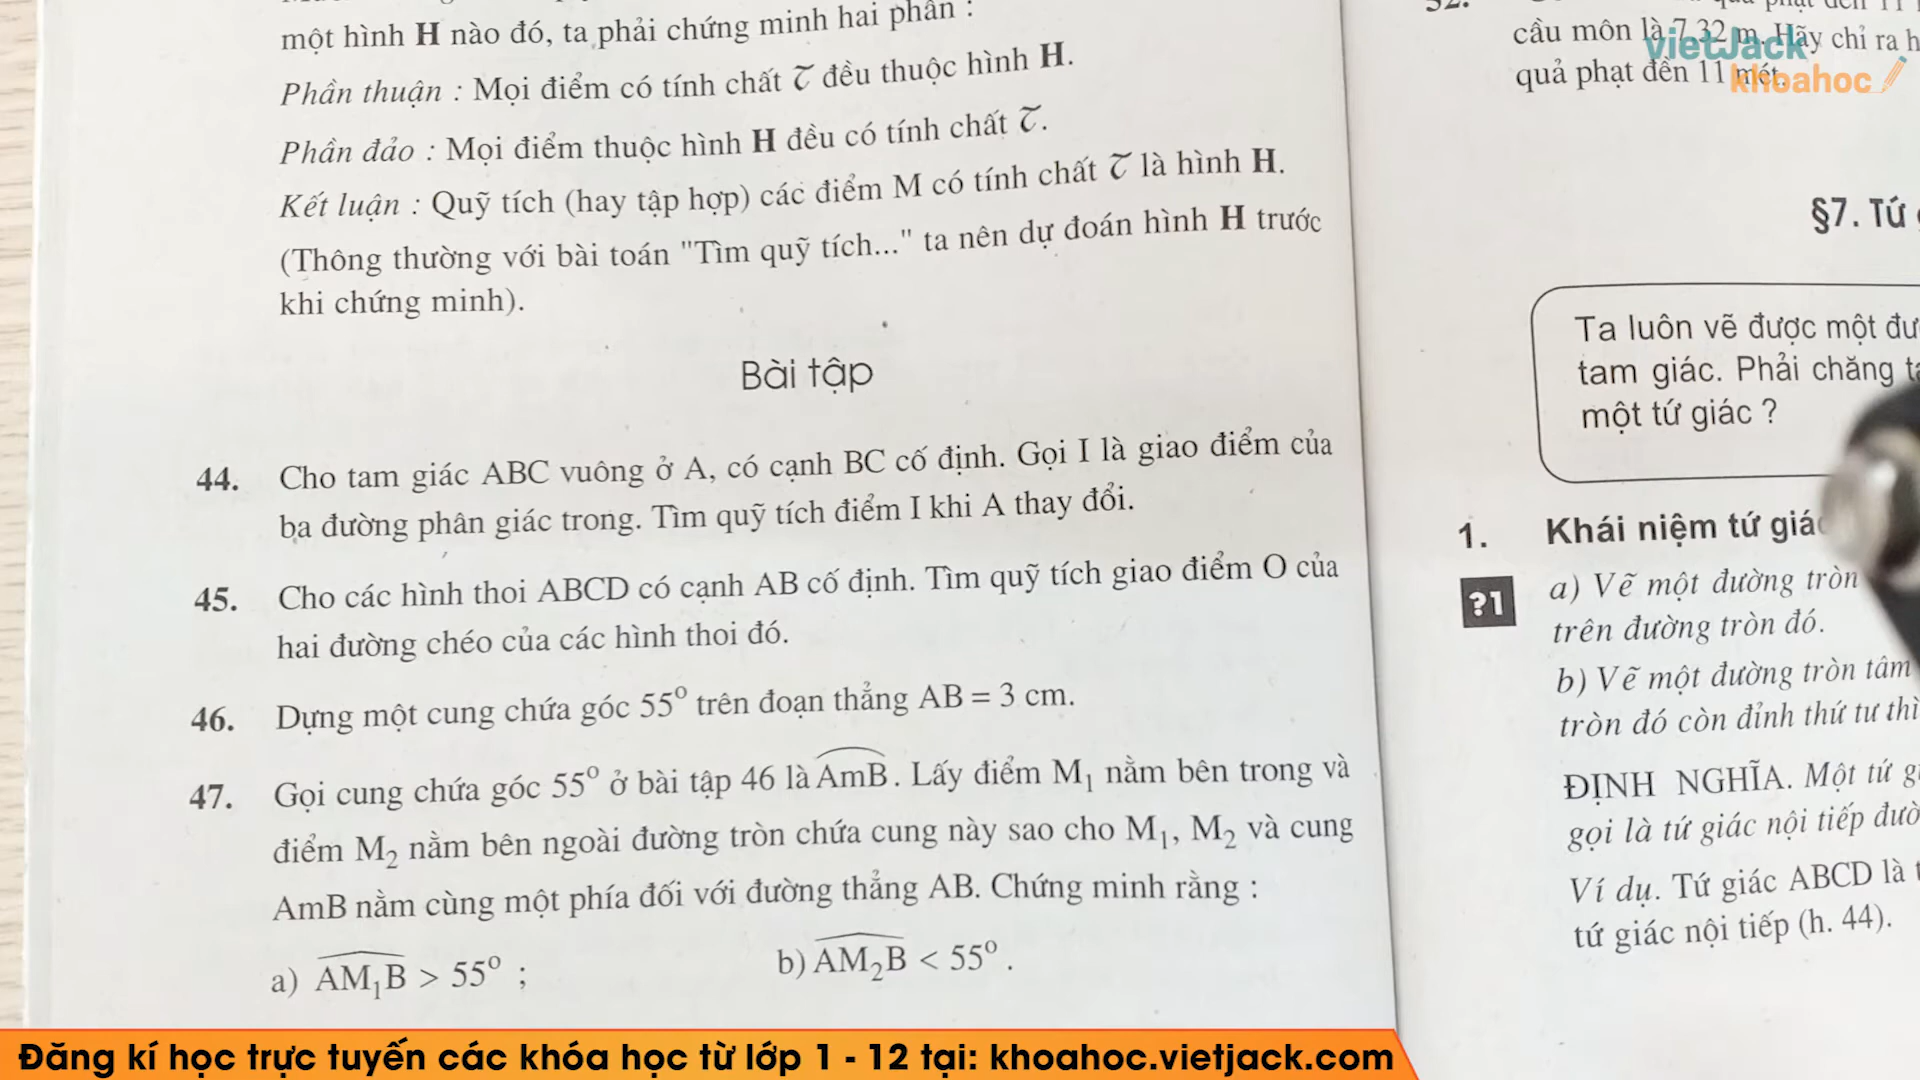 một hình H nào đó, ta phải chứng minh hai phần :
Phần thuận : Mọi điểm có tính chất τ đều thuộc hình H.
Phần đảo : Mọi điểm thuộc hình H đều có tính chất τ.
Kết luận : Quỹ tích (hay tập hợp) các điểm M có tính chất τ là hình H.
(Thông thường với bài toán "Tìm quỹ tích..." ta nên dự đoán hình H trước
khi chứng minh).
Bài tập
44. Cho tam giác ABC vuông ở A, có cạnh BC cố định. Gọi I là giao điểm của
ba đường phân giác trong. Tìm quỹ tích điểm I khi A thay đổi.
45. Cho các hình thoi ABCD có cạnh AB cố định. Tìm quỹ tích giao điểm O của
hai đường chéo của các hình thoi đó.
46. Dựng một cung chứa góc 55° trên đoạn thẳng AB = 3 cm.
47. Gọi cung chứa góc 55° ở bài tập 46 là AmB. Lấy điểm M₁ nằm bên trong và
điểm M₂ nằm bên ngoài đường tròn chứa cung này sao cho M₁, M₂ và cung
AmB nằm cùng một phía đối với đường thẳng AB. Chứng minh rằng :
a) AM₁B > 55° ; b) AM₂B < 55° .
cầu môn là 7,32 m. Hãy chỉ ra
quả phạt đền 11 mét.
vietJack
khoahoc
§7. Tứ
Ta luôn vẽ được một
tam giác. Phải chăng
một tứ giác ?
1. Khái niệm tứ
?1 a) Vẽ một đường tròn
trên đường tròn đó.
b) Vẽ một đường tròn tâm
tròn đó còn đỉnh thứ tư thì
ĐỊNH NGHĨA. Một tứ
gọi là tứ giác nội tiếp
Ví dụ. Tứ giác ABCD là
tứ giác nội tiếp (h. 44).
Đăng kí học trực tuyến các khóa học từ lớp 1 - 12 tại: khoahoc.vietjack.com